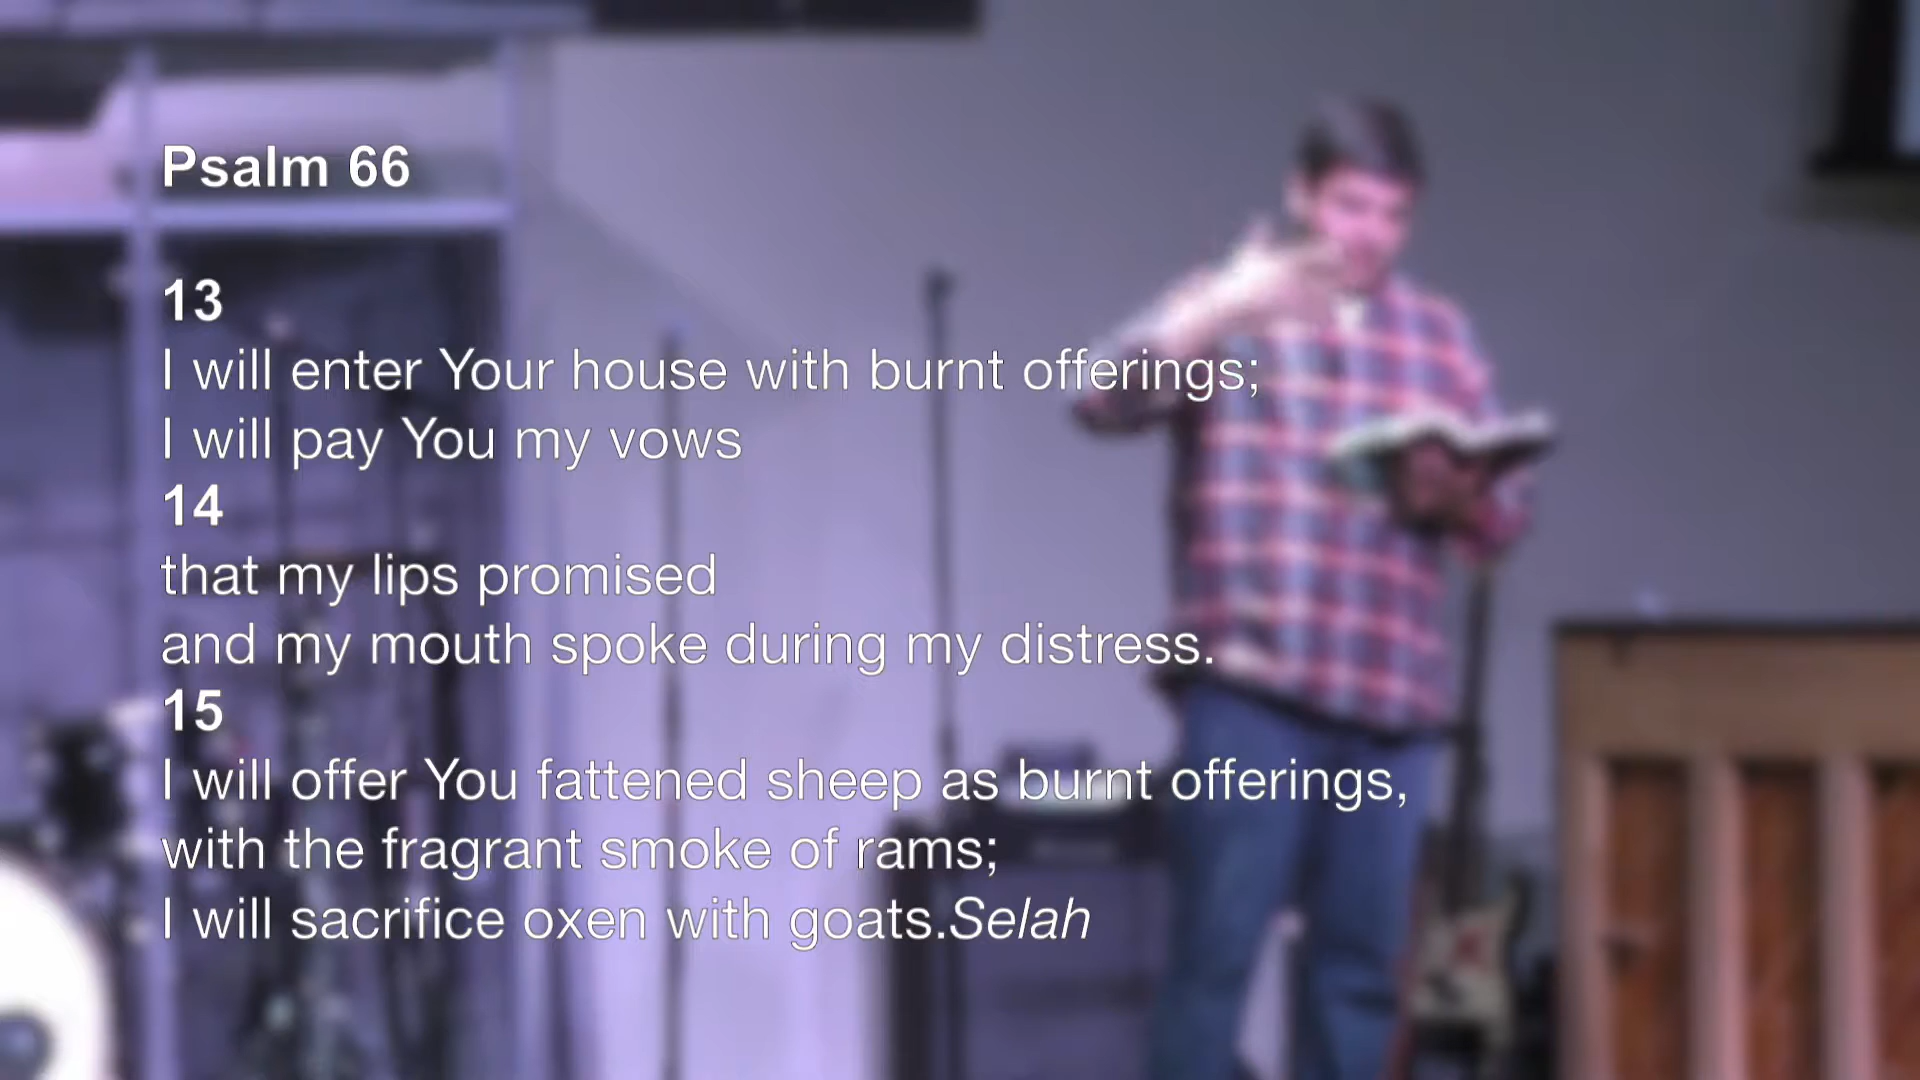 Psalm 66
13
I will enter Your house with burnt offerings;
I will pay You my vows
14
that my lips promised
and my mouth spoke during my distress.
15
I will offer You fattened sheep as burnt offerings,
with the fragrant smoke of rams;
I will sacrifice oxen with goats.Selah